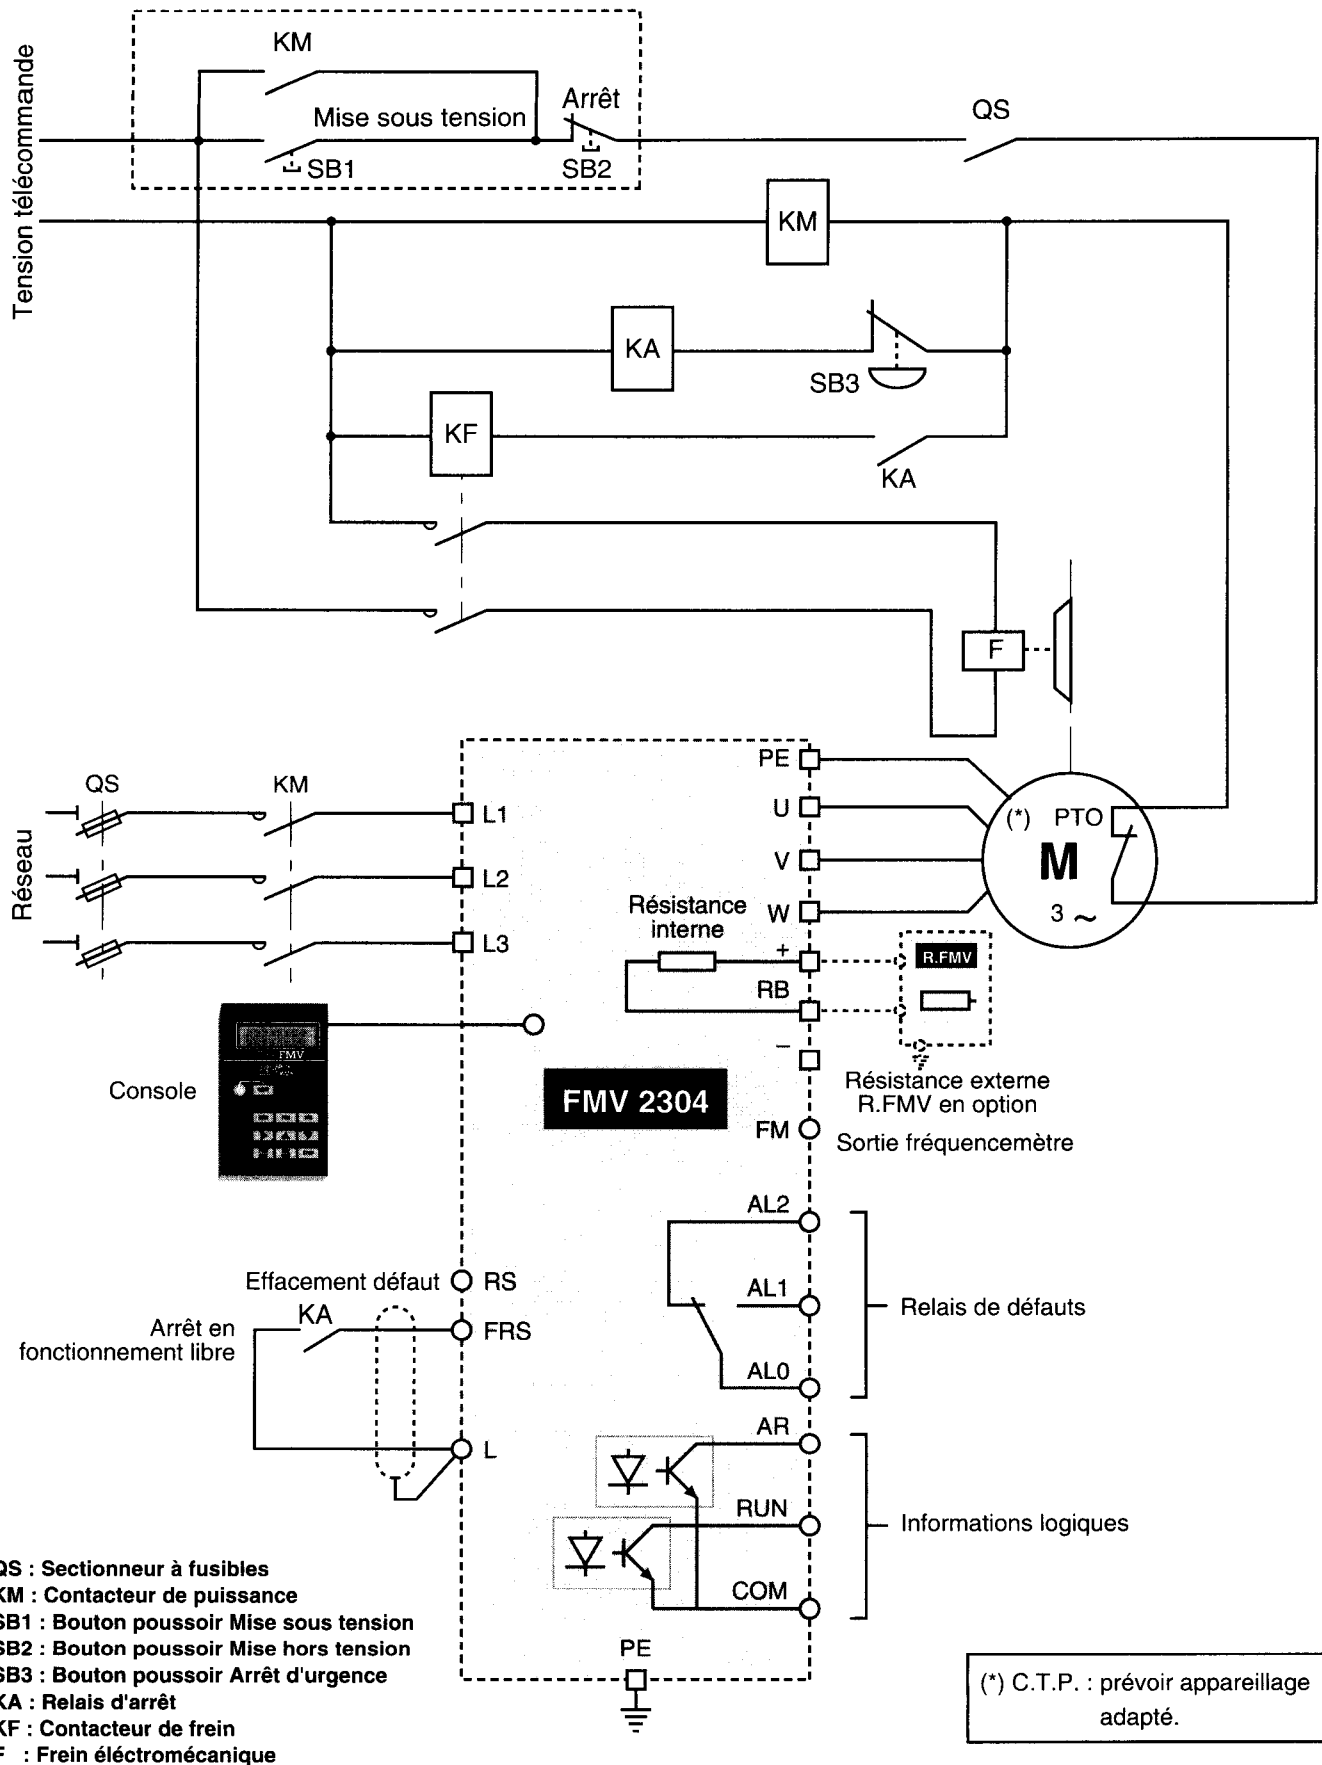 Tension télécommande
KM
Mise sous tension
Arrêt
SB1
SB2
QS
KM
KA
SB3
KF
KA
F
Réseau
QS
KM
L1
L2
L3
PE
U
V
W
(*) PTO
M
3 ~
Résistance
interne
+
RB
–
R.FMV
Résistance externe
R.FMV en option
Console
FMV
FMV 2304
FM
Sortie fréquencemètre
AL2
AL1
AL0
Relais de défauts
Effacement défaut
RS
KA
FRS
Arrêt en
fonctionnement libre
L
AR
RUN
COM
Informations logiques
PE
QS : Sectionneur à fusibles
KM : Contacteur de puissance
SB1 : Bouton poussoir Mise sous tension
SB2 : Bouton poussoir Mise hors tension
SB3 : Bouton poussoir Arrêt d'urgence
KA : Relais d'arrêt
KF : Contacteur de frein
F : Frein éléctromécanique
(*) C.T.P. : prévoir appareillage
adapté.